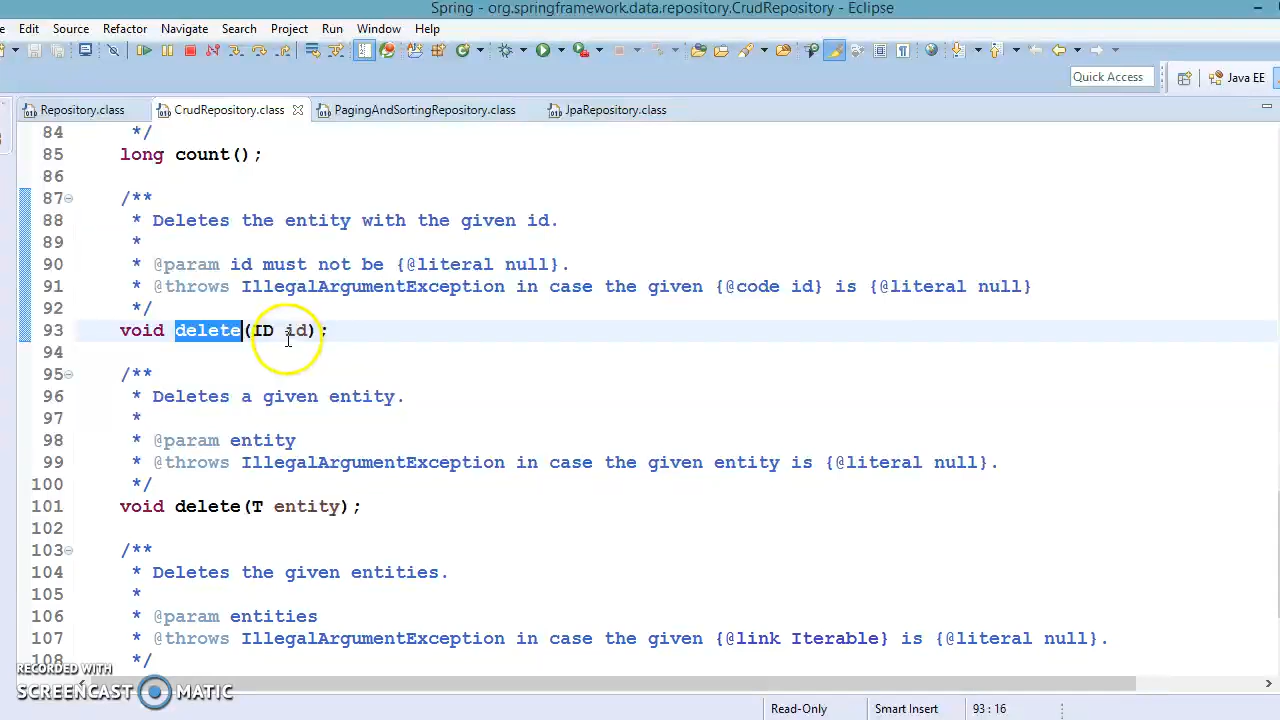 Spring - org.springframework.data.repository.CrudRepository - Eclipse
Edit Source Refactor Navigate Search Project Run Window Help
Quick Access Java EE
Repository.class CrudRepository.class PagingAndSortingRepository.class JpaRepository.class
84 */
85 long count();
86
87 /**
88 * Deletes the entity with the given id.
89 *
90 * @param id must not be {@literal null}.
91 * @throws IllegalArgumentException in case the given {@code id} is {@literal null}
92 */
93 void delete(ID id);
94
95 /**
96 * Deletes a given entity.
97 *
98 * @param entity
99 * @throws IllegalArgumentException in case the given entity is {@literal null}.
100 */
101 void delete(T entity);
102
103 /**
104 * Deletes the given entities.
105 *
106 * @param entities
107 * @throws IllegalArgumentException in case the given {@link Iterable} is {@literal null}.
108 */
RECORDED WITH
SCREENCAST MATIC
Read-Only Smart Insert 93 : 16